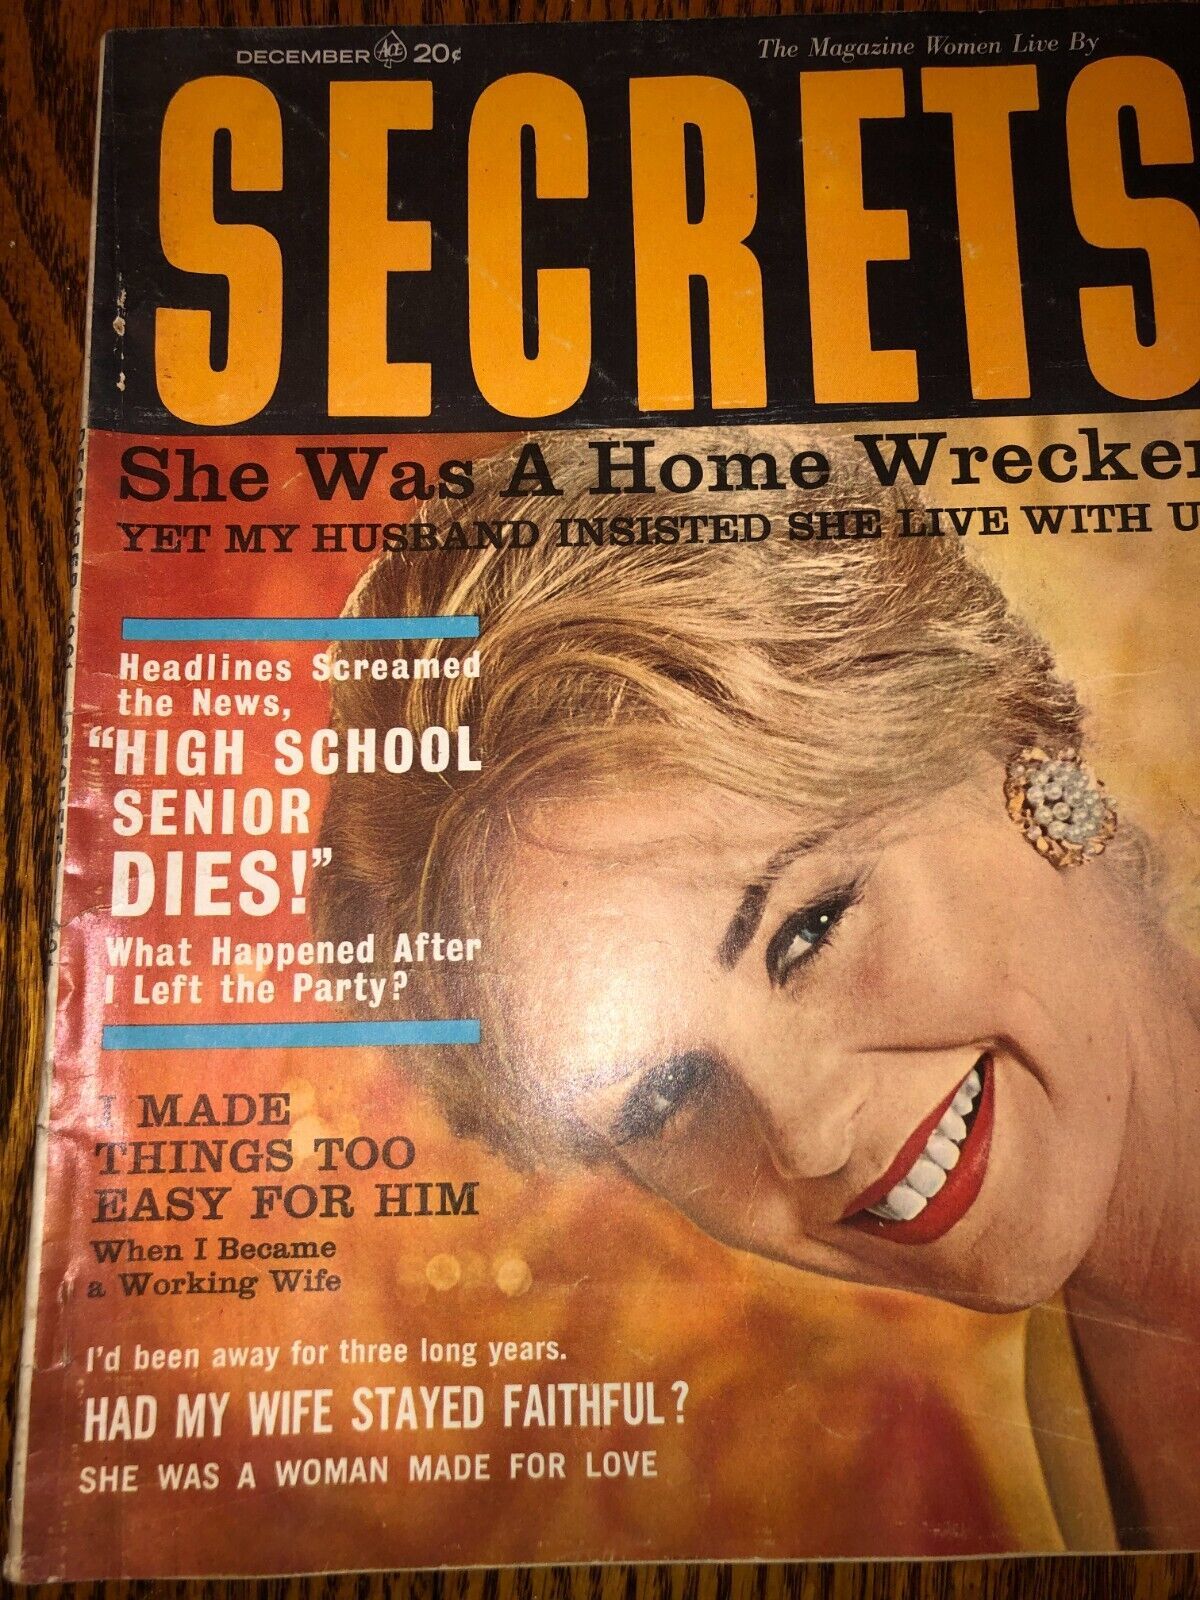 DECEMBER ACE 20¢
The Magazine Women Live By
SECRETS
She Was A Home Wrecker
YET MY HUSBAND INSISTED SHE LIVE WITH U
Headlines Screamed
the News,
“HIGH SCHOOL
SENIOR
DIES!”
What Happened After
I Left the Party?
I MADE
THINGS TOO
EASY FOR HIM
When I Became
a Working Wife
I'd been away for three long years.
HAD MY WIFE STAYED FAITHFUL?
SHE WAS A WOMAN MADE FOR LOVE
DECEMBER
SECRETS